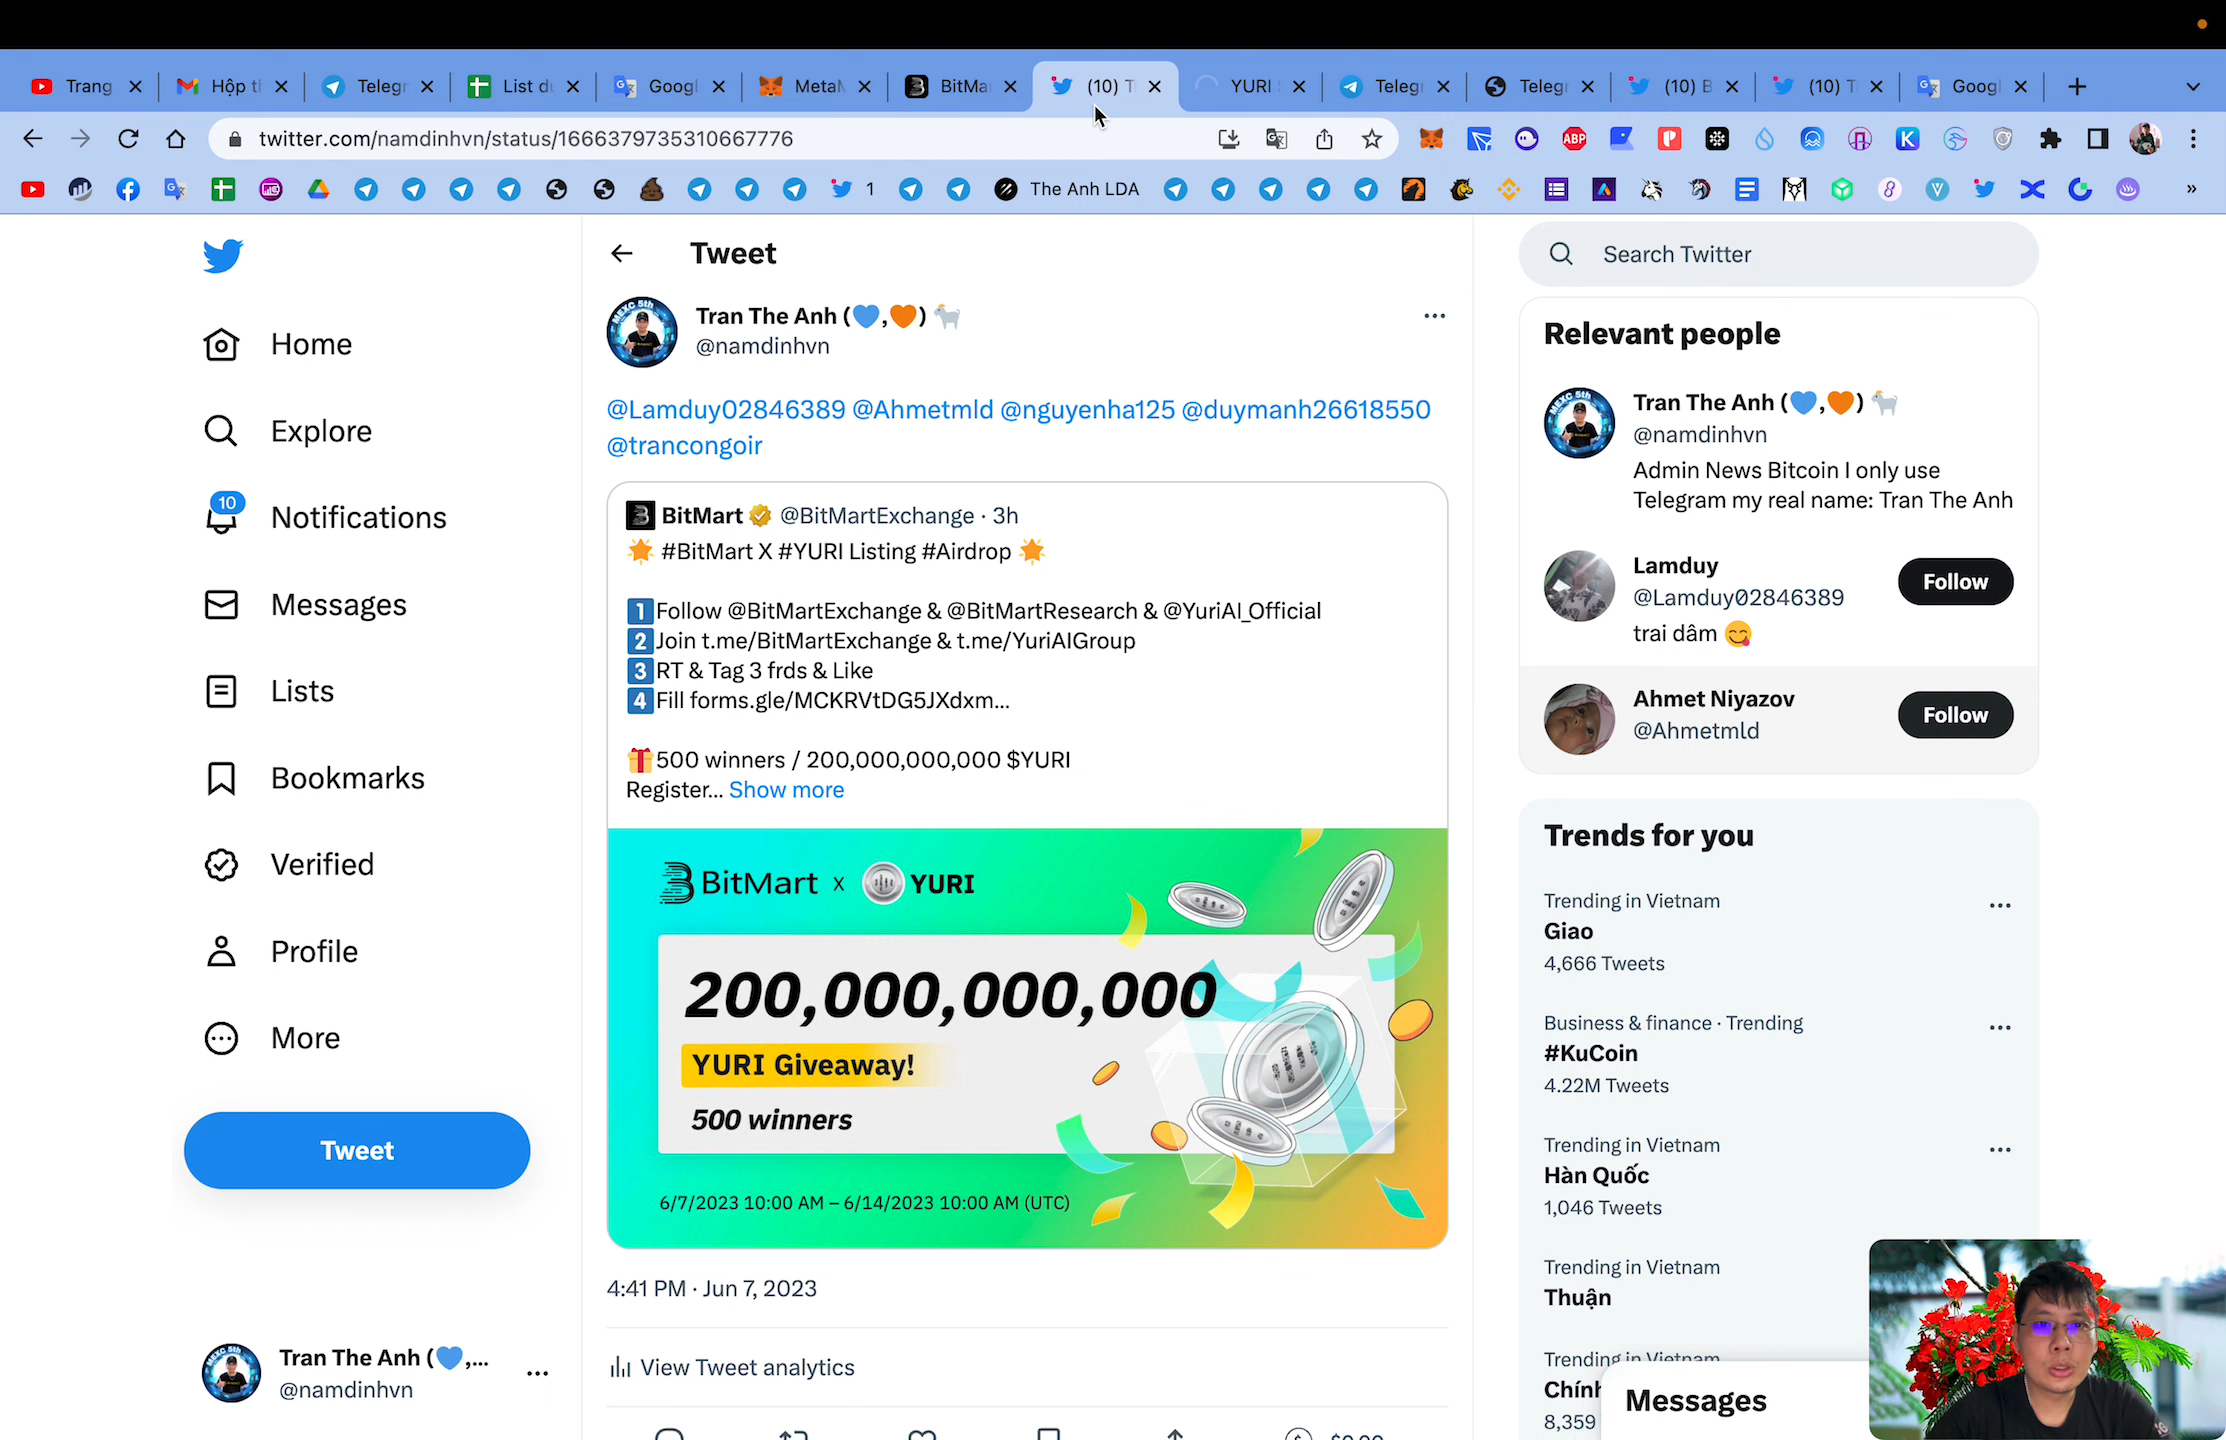 Trang
Hộp t
Telegr
List d
Googl
Meta
BitMa
(10) T
YURI
Telegr
Telegr
(10) B
(10) T
Googl
twitter.com/namdinhvn/status/1666379735310667776
ABP
1
The Anh LDA
Tweet
Search Twitter
Tran The Anh (💙,🧡) 🐐
@namdinhvn
Home
Explore
10
Notifications
Messages
Lists
Bookmarks
Verified
Profile
More
Tweet
Tran The Anh (💙,...
@namdinhvn
@Lamduy02846389 @Ahmetmld @nguyenha125 @duymanh26618550
@trancongoir
BitMart @BitMartExchange · 3h
🌟 #BitMart X #YURI Listing #Airdrop 🌟
1️⃣Follow @BitMartExchange & @BitMartResearch & @YuriAI_Official
2️⃣Join t.me/BitMartExchange & t.me/YuriAIGroup
3️⃣RT & Tag 3 frds & Like
4️⃣Fill forms.gle/MCKRVtDG5JXdxm...
🎁500 winners / 200,000,000,000 $YURI
Register... Show more
BitMart x YURI
200,000,000,000
YURI Giveaway!
500 winners
6/7/2023 10:00 AM – 6/14/2023 10:00 AM (UTC)
4:41 PM · Jun 7, 2023
View Tweet analytics
Relevant people
Tran The Anh (💙,🧡) 🐐
@namdinhvn
Admin News Bitcoin I only use
Telegram my real name: Tran The Anh
Lamduy
@Lamduy02846389
Follow
trai dâm 😋
Ahmet Niyazov
@Ahmetmld
Follow
Trends for you
Trending in Vietnam
Giao
4,666 Tweets
Business & finance · Trending
#KuCoin
4.22M Tweets
Trending in Vietnam
Hàn Quốc
1,046 Tweets
Trending in Vietnam
Thuận
Trending in Vietnam
Chính
8,359
Messages